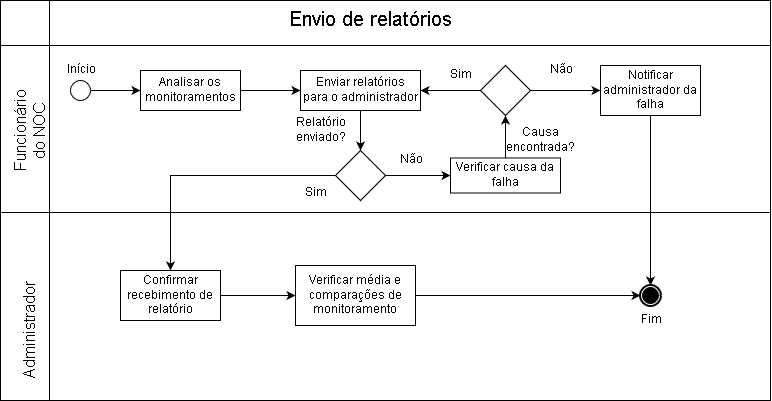 Envio de relatórios
Funcionário
do NOC
Início
Analisar os
monitoramentos
Enviar relatórios
para o administrador
Sim
Não
Notificar
administrador da
falha
Relatório
enviado?
Causa
encontrada?
Não
Verificar causa da
falha
Sim
Administrador
Confirmar
recebimento de
relatório
Verificar média e
comparações de
monitoramento
Fim